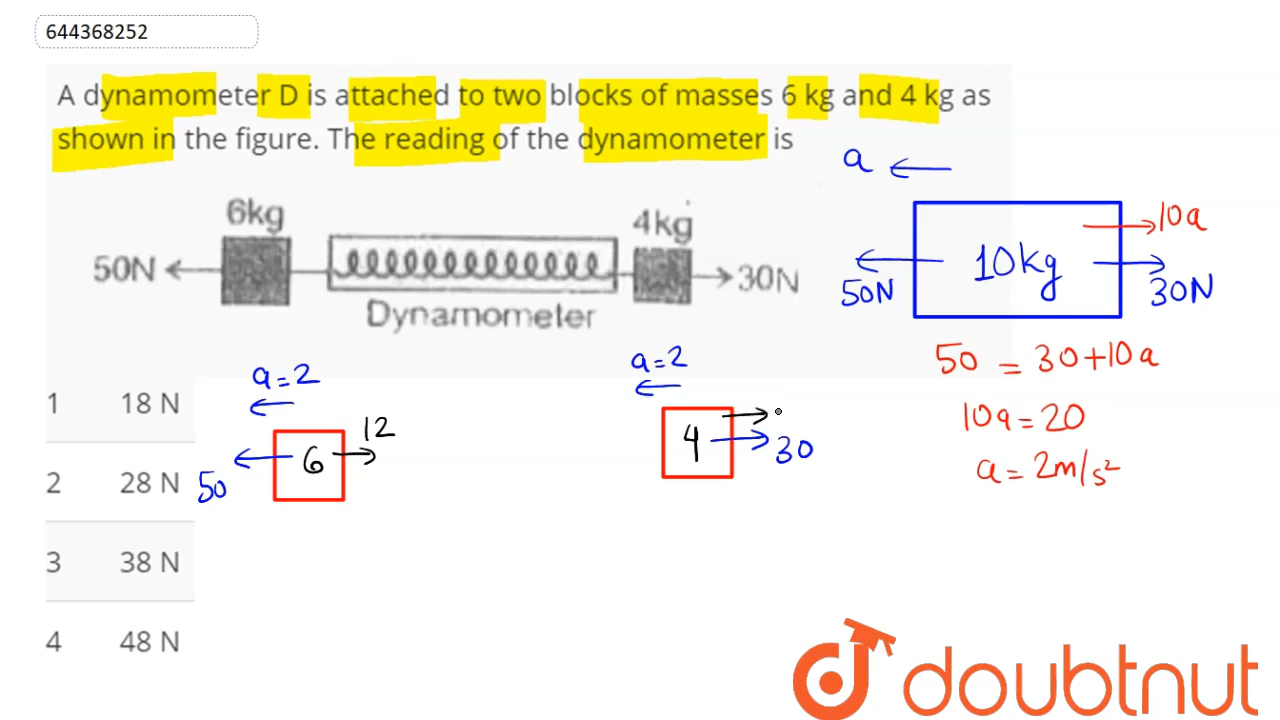 644368252
A dynamometer D is attached to two blocks of masses 6 kg and 4 kg as
shown in the figure. The reading of the dynamometer is
a
6kg
4kg
10a
50N
30N
10kg
50N
30N
Dynamometer
50 = 30+10a
a=2
a=2
1 18 N
12
10a=20
6
4
30
a=2m/s²
2 28 N
50
3 38 N
4 48 N
doubtnut